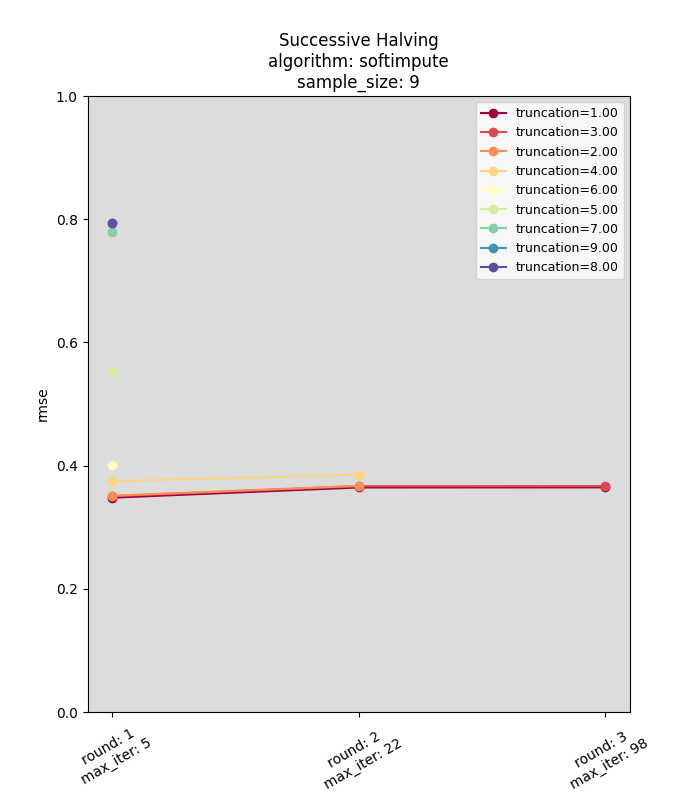 Successive Halving
algorithm: softimpute
sample_size: 9
1.0
0.8
0.6
0.4
0.2
0.0
rmse
truncation=1.00
truncation=3.00
truncation=2.00
truncation=4.00
truncation=6.00
truncation=5.00
truncation=7.00
truncation=9.00
truncation=8.00
round: 1
max_iter: 5
round: 2
max_iter: 22
round: 3
max_iter: 98